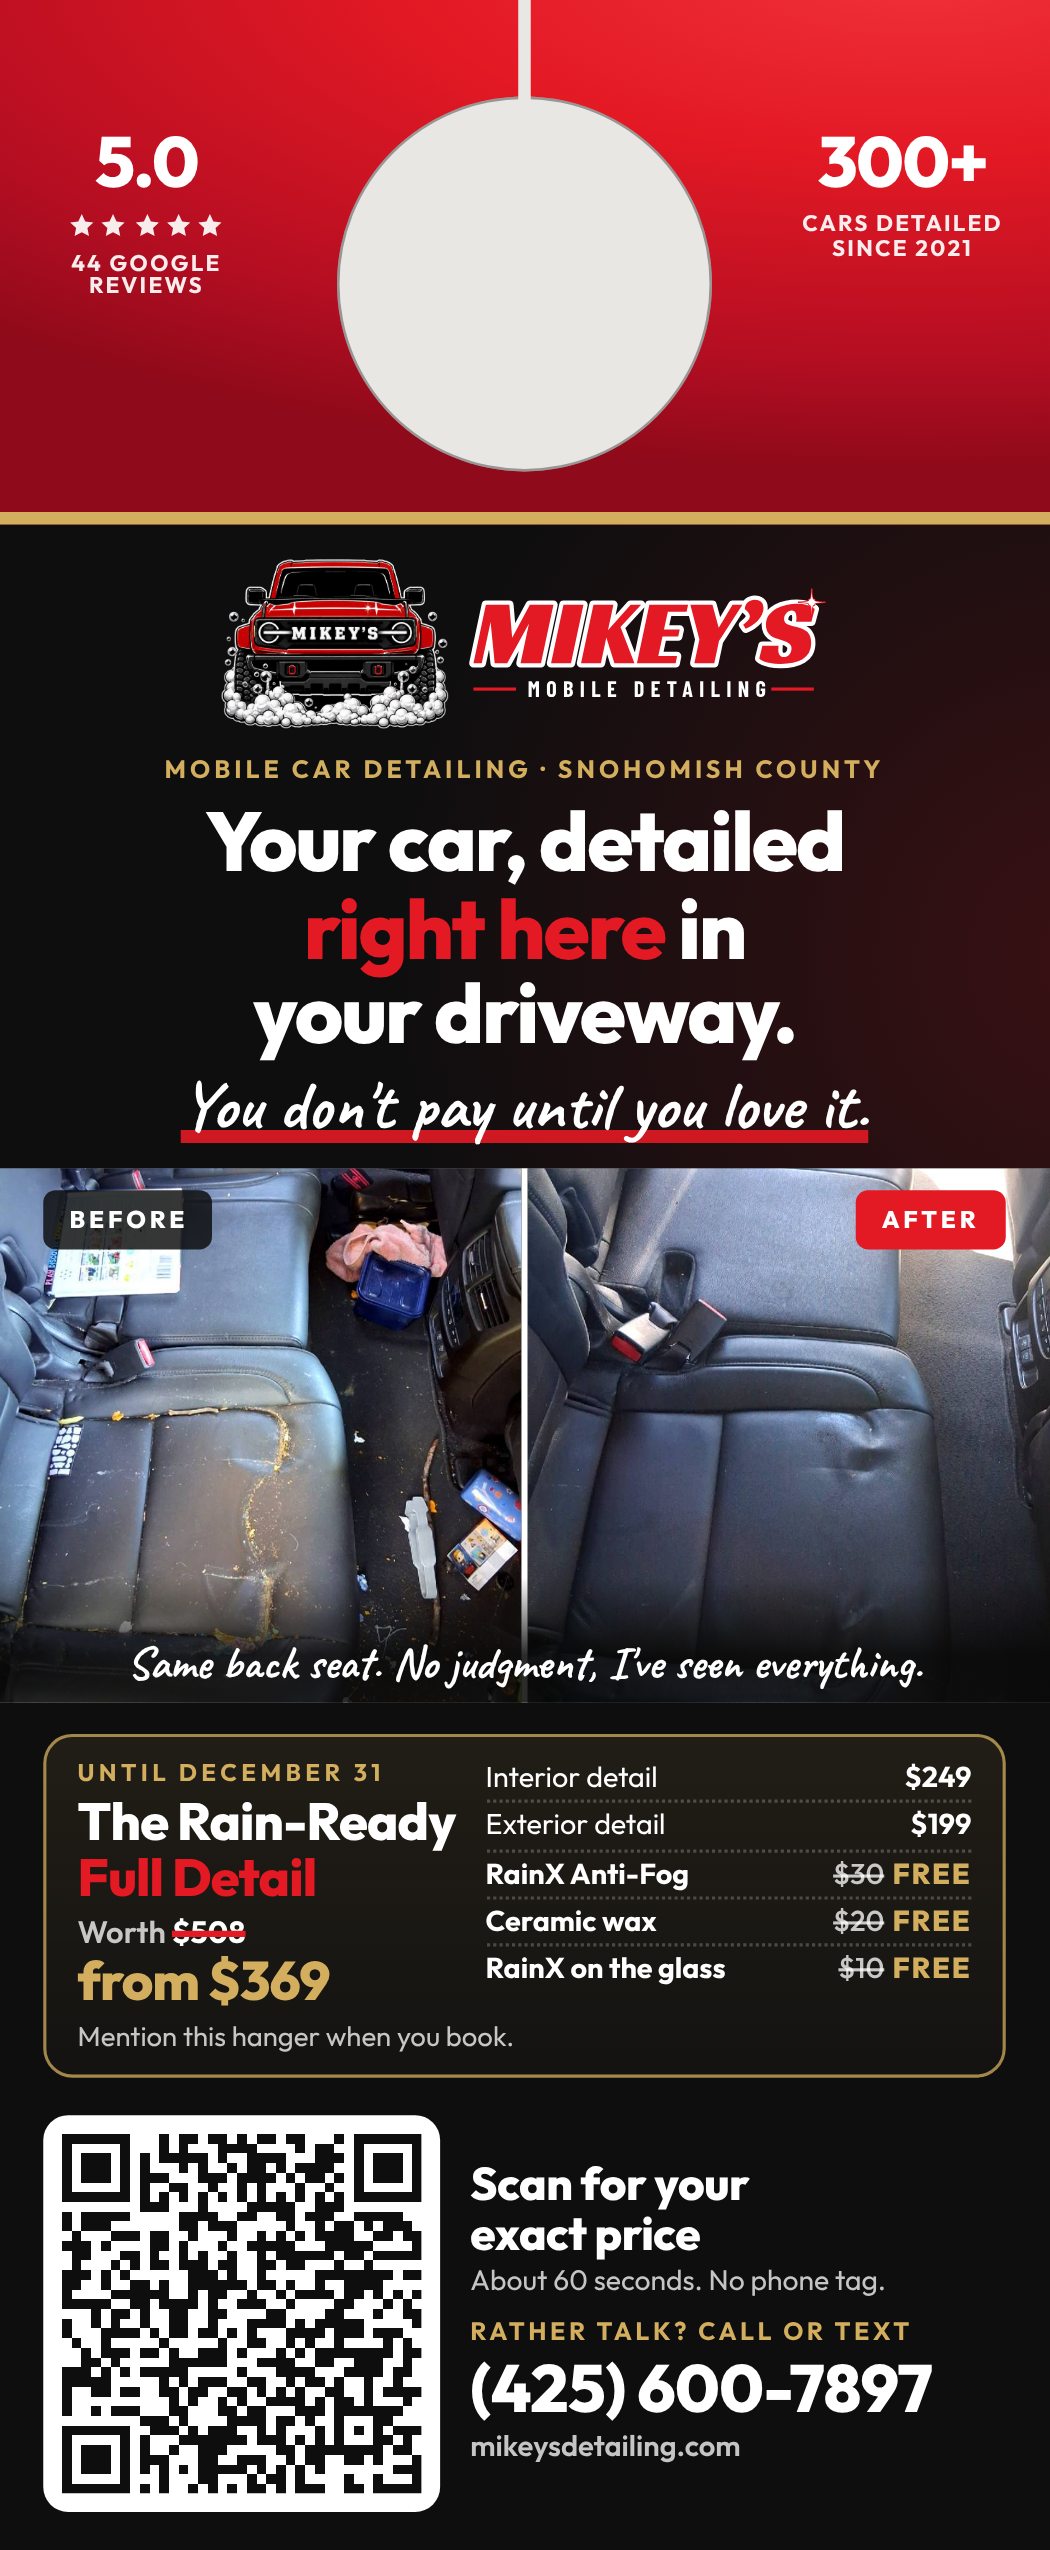 5.0
★★★★★
44 GOOGLE
REVIEWS
300+
CARS DETAILED
SINCE 2021
MIKEY'S
MIKEY'S
MOBILE DETAILING
MOBILE CAR DETAILING · SNOHOMISH COUNTY
Your car, detailed
right here in
your driveway.
You don't pay until you love it.
BEFORE
AFTER
Same back seat. No judgment, I've seen everything.
UNTIL DECEMBER 31
The Rain-Ready
Full Detail
Worth $508
from $369
Mention this hanger when you book.
Interior detail $249
Exterior detail $199
RainX Anti-Fog $30 FREE
Ceramic wax $20 FREE
RainX on the glass $10 FREE
Scan for your
exact price
About 60 seconds. No phone tag.
RATHER TALK? CALL OR TEXT
(425) 600-7897
mikeysdetailing.com